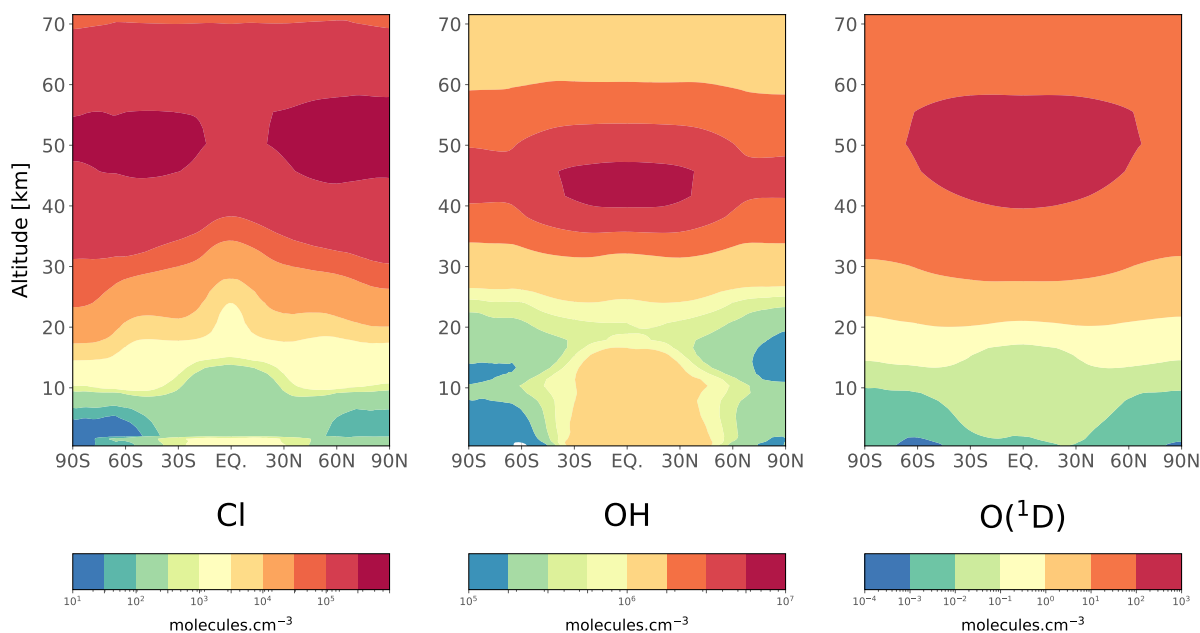 70
60
50
40
30
20
10
Altitude [km]
90S 60S 30S EQ. 30N 60N 90N
70
60
50
40
30
20
10
90S 60S 30S EQ. 30N 60N 90N
70
60
50
40
30
20
10
90S 60S 30S EQ. 30N 60N 90N
Cl
OH
O(¹D)
10¹ 10² 10³ 10⁴ 10⁵
molecules.cm⁻³
10⁵ 10⁶ 10⁷
molecules.cm⁻³
10⁻⁴ 10⁻³ 10⁻² 10⁻¹ 10⁰ 10¹ 10² 10³
molecules.cm⁻³